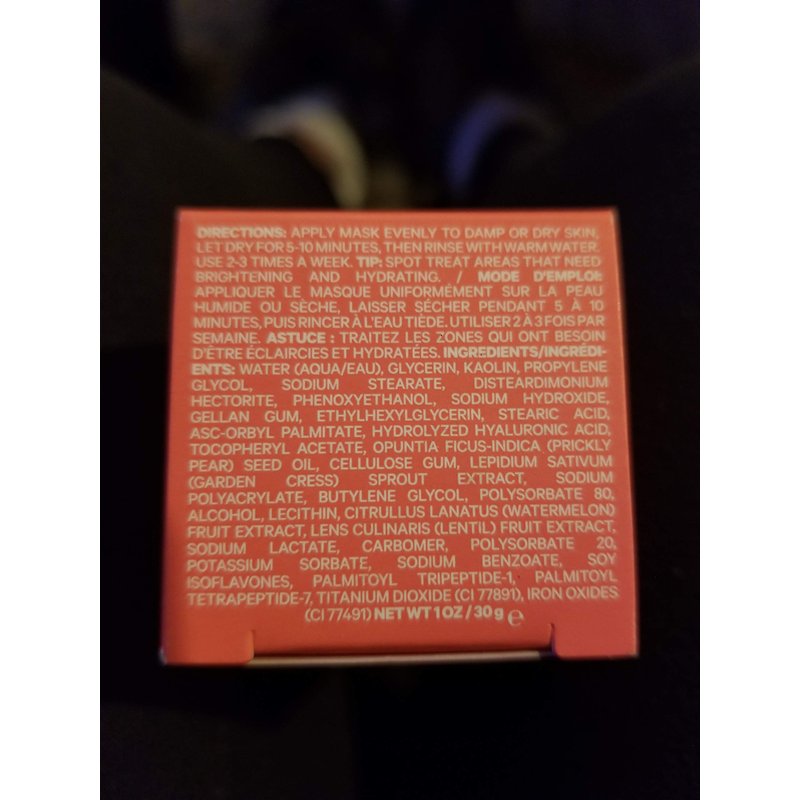 DIRECTIONS: APPLY MASK EVENLY TO DAMP OR DRY SKIN,
LET DRY FOR 5-10 MINUTES, THEN RINSE WITH WARM WATER.
USE 2-3 TIMES A WEEK. TIP: SPOT TREAT AREAS THAT NEED
BRIGHTENING AND HYDRATING. / MODE D'EMPLOI:
APPLIQUER LE MASQUE UNIFORMÉMENT SUR LA PEAU
HUMIDE OU SÈCHE, LAISSER SÉCHER PENDANT 5 À 10
MINUTES, PUIS RINCER À L'EAU TIÈDE. UTILISER 2 À 3 FOIS PAR
SEMAINE. ASTUCE : TRAITEZ LES ZONES QUI ONT BESOIN
D'ÊTRE ÉCLAIRCIES ET HYDRATÉES. INGREDIENTS/INGRÉDI-
ENTS: WATER (AQUA/EAU), GLYCERIN, KAOLIN, PROPYLENE
GLYCOL, SODIUM STEARATE, DISTEARDIMONIUM
HECTORITE, PHENOXYETHANOL, SODIUM HYDROXIDE,
GELLAN GUM, ETHYLHEXYLGLYCERIN, STEARIC ACID,
ASC-ORBYL PALMITATE, HYDROLYZED HYALURONIC ACID,
TOCOPHERYL ACETATE, OPUNTIA FICUS-INDICA (PRICKLY
PEAR) SEED OIL, CELLULOSE GUM, LEPIDIUM SATIVUM
(GARDEN CRESS) SPROUT EXTRACT, SODIUM
POLYACRYLATE, BUTYLENE GLYCOL, POLYSORBATE 80,
ALCOHOL, LECITHIN, CITRULLUS LANATUS (WATERMELON)
FRUIT EXTRACT, LENS CULINARIS (LENTIL) FRUIT EXTRACT,
SODIUM LACTATE, CARBOMER, POLYSORBATE 20,
POTASSIUM SORBATE, SODIUM BENZOATE, SOY
ISOFLAVONES, PALMITOYL TRIPEPTIDE-1, PALMITOYL
TETRAPEPTIDE-7, TITANIUM DIOXIDE (CI 77891), IRON OXIDES
(CI 77491) NET WT 1 OZ / 30 g ℮